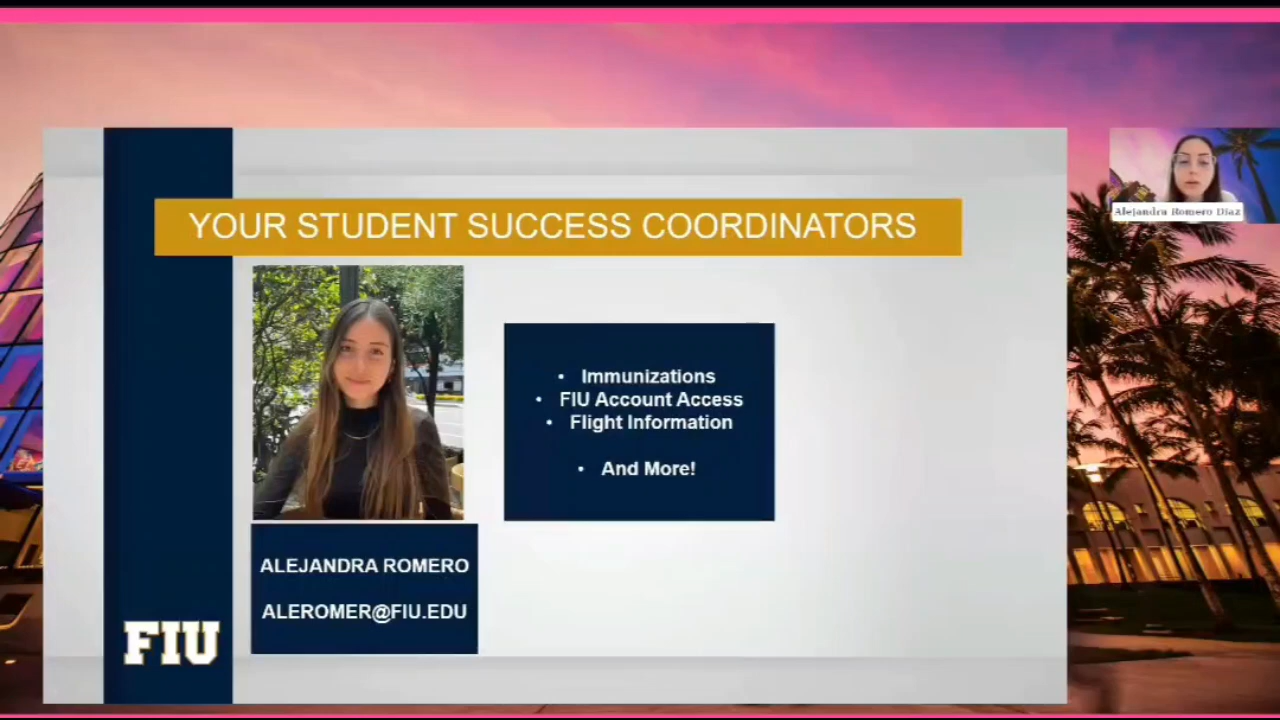 YOUR STUDENT SUCCESS COORDINATORS
Alejandra Romero Diaz
• Immunizations
• FIU Account Access
• Flight Information
• And More!
ALEJANDRA ROMERO
ALEROMER@FIU.EDU
FIU